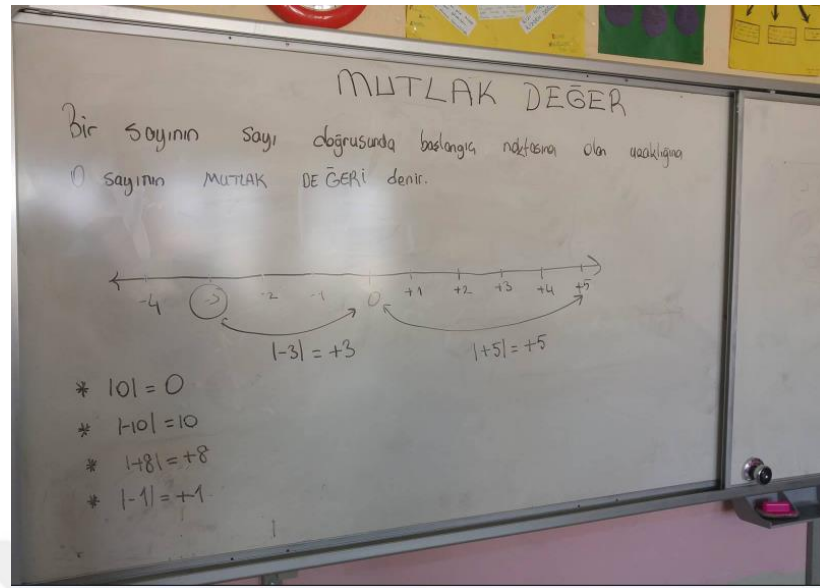 MUTLAK DEĞER
Bir sayının sayı doğrusunda başlangıç noktasına olan uzaklığına
O sayının MUTLAK DEĞERİ denir.
-4 -3 -2 -1 0 +1 +2 +3 +4 +5
|-3| = +3 |+5| = +5
* |0| = 0
* |-10| = 10
* |+8| = +8
* |-1| = +1